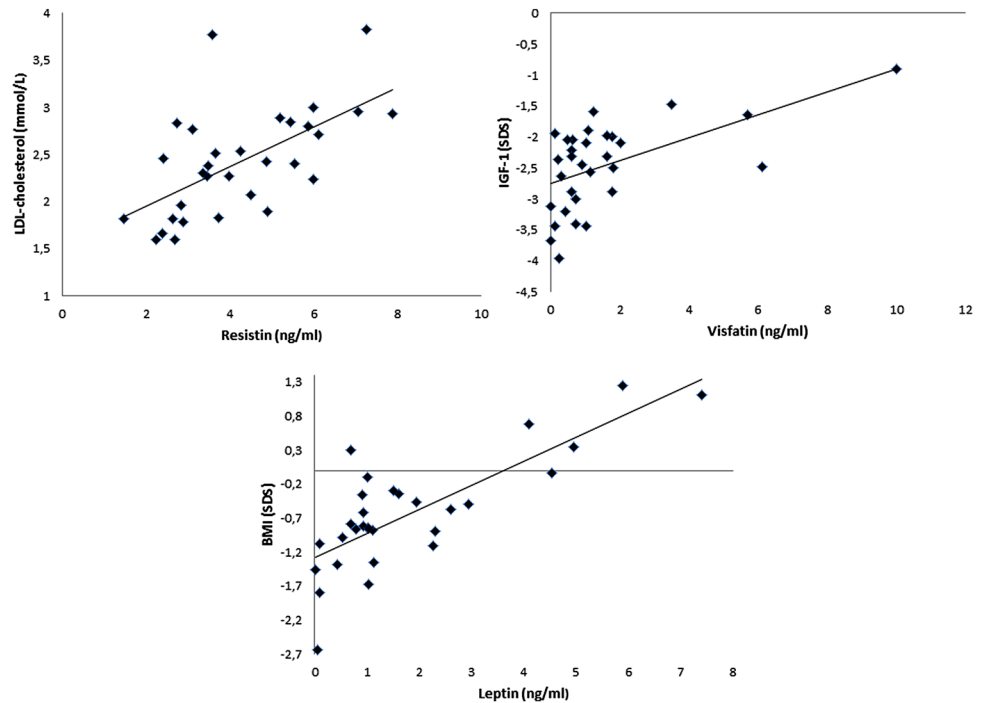 LDL-cholesterol (mmol/L)
4
3,5
3
2,5
2
1,5
1
0 2 4 6 8 10
Resistin (ng/ml)
IGF-1 (SDS)
0
-0,5
-1
-1,5
-2
-2,5
-3
-3,5
-4
-4,5
0 2 4 6 8 10 12
Visfatin (ng/ml)
BMI (SDS)
1,3
0,8
0,3
-0,2
-0,7
-1,2
-1,7
-2,2
-2,7
0 1 2 3 4 5 6 7 8
Leptin (ng/ml)